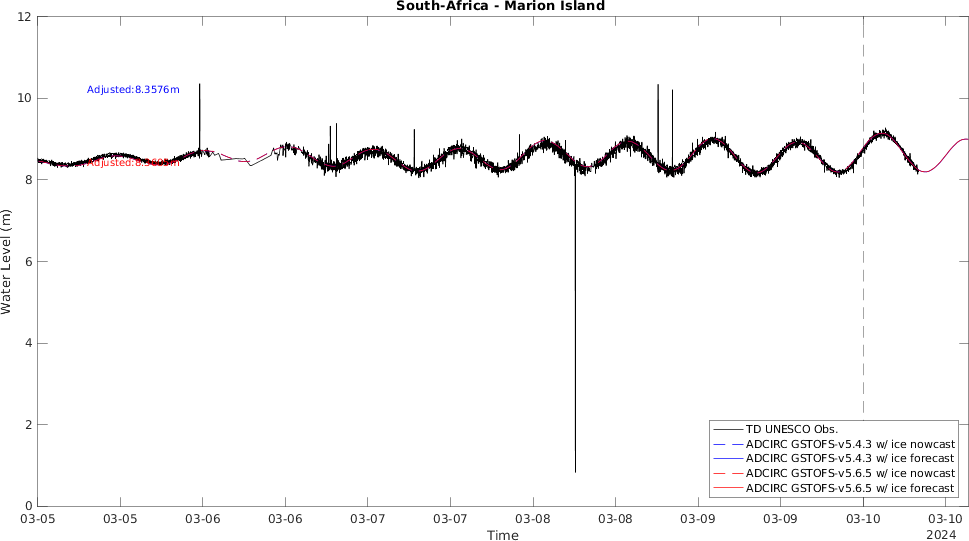 South-Africa - Marion Island
Water Level (m)
12
10
8
6
4
2
0
Adjusted:8.3576m
03-05
03-05
03-06
03-06
03-07
03-07
03-08
03-08
03-09
03-09
03-10
03-10
2024
Time
TD UNESCO Obs.
ADCIRC GSTOFS-v5.4.3 w/ ice nowcast
ADCIRC GSTOFS-v5.4.3 w/ ice forecast
ADCIRC GSTOFS-v5.6.5 w/ ice nowcast
ADCIRC GSTOFS-v5.6.5 w/ ice forecast